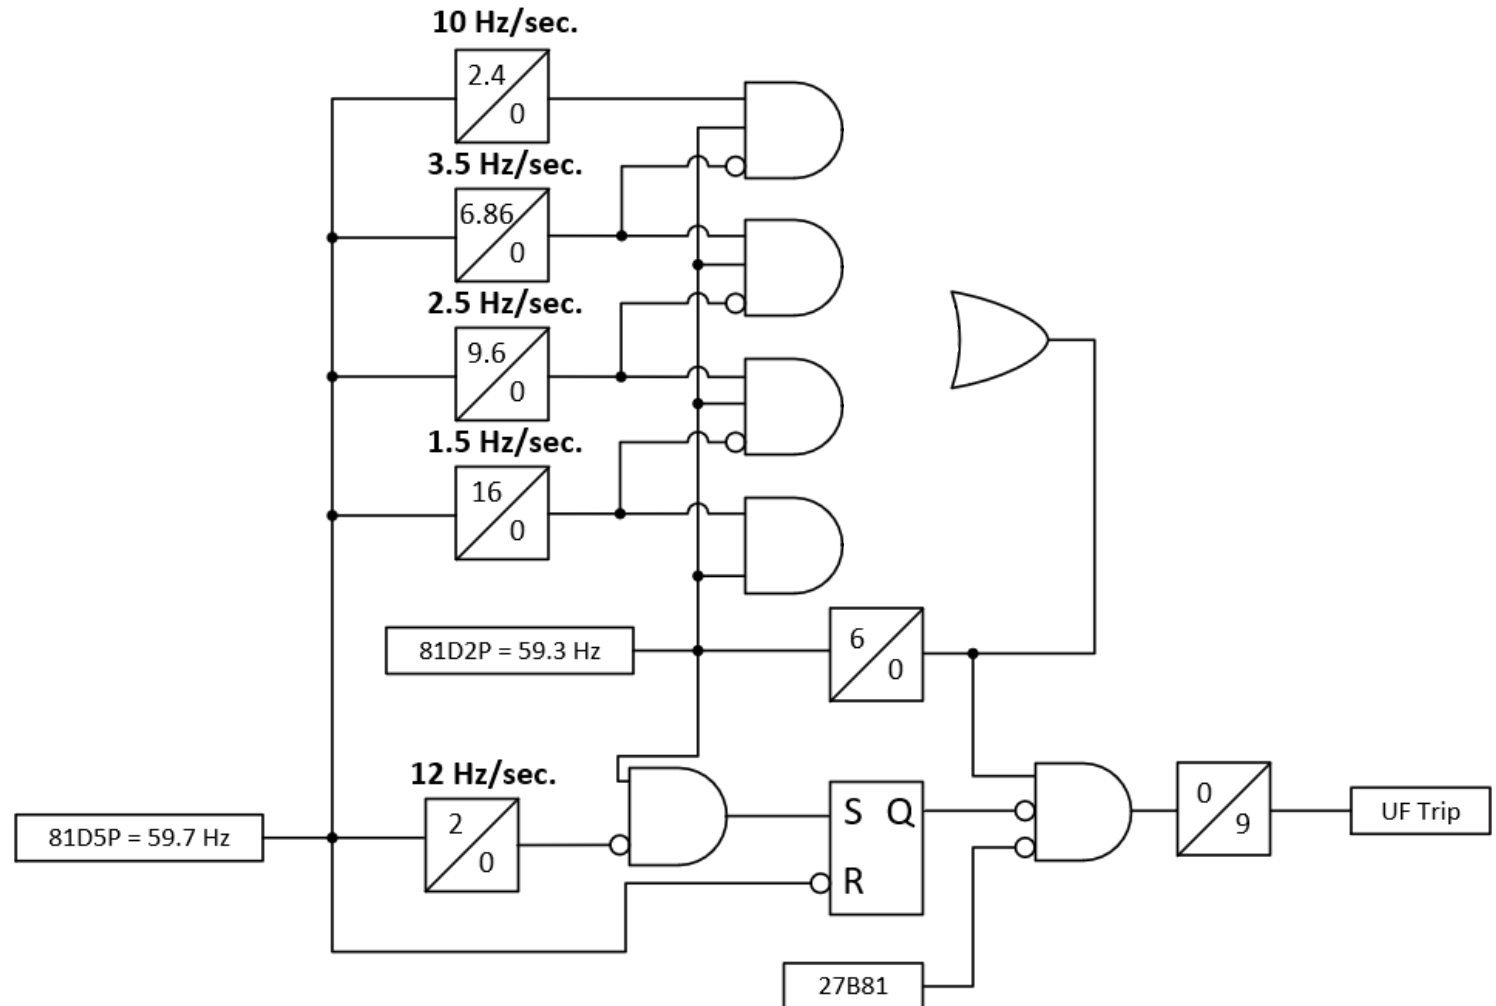 10 Hz/sec.
2.4
0
3.5 Hz/sec.
6.86
0
2.5 Hz/sec.
9.6
0
1.5 Hz/sec.
16
0
81D2P = 59.3 Hz
6
0
12 Hz/sec.
2
0
81D5P = 59.7 Hz
S Q
R
0
9
UF Trip
27B81